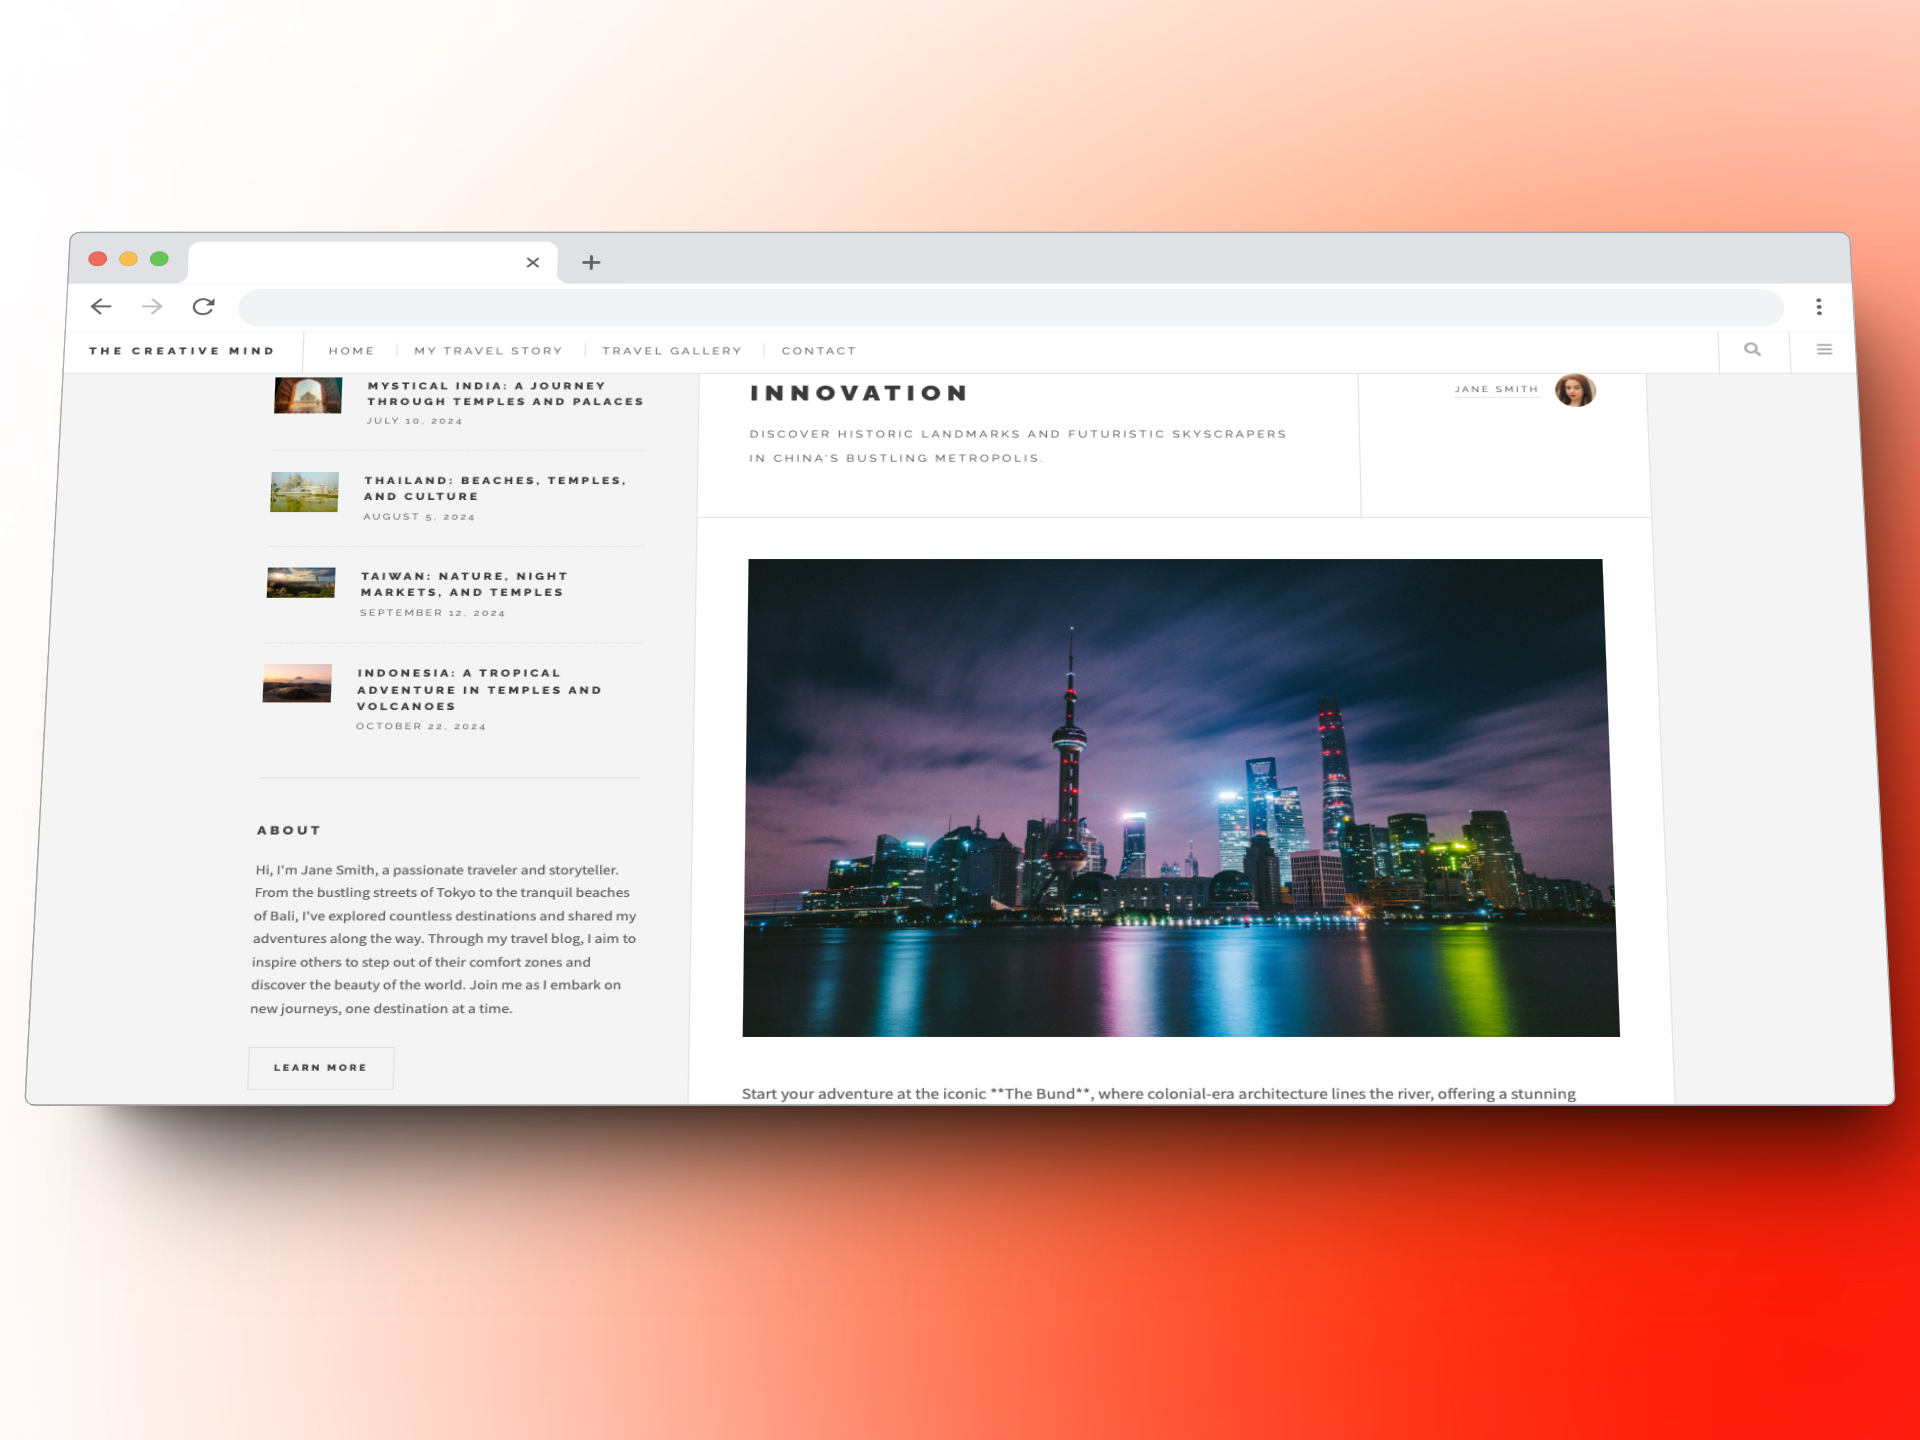 THE CREATIVE MIND
HOME
MY TRAVEL STORY
TRAVEL GALLERY
CONTACT
MYSTICAL INDIA: A JOURNEY
THROUGH TEMPLES AND PALACES
JULY 10, 2024
THAILAND: BEACHES, TEMPLES,
AND CULTURE
AUGUST 5, 2024
TAIWAN: NATURE, NIGHT
MARKETS, AND TEMPLES
SEPTEMBER 12, 2024
INDONESIA: A TROPICAL
ADVENTURE IN TEMPLES AND
VOLCANOES
OCTOBER 22, 2024
ABOUT
Hi, I'm Jane Smith, a passionate traveler and storyteller.
From the bustling streets of Tokyo to the tranquil beaches
of Bali, I've explored countless destinations and shared my
adventures along the way. Through my travel blog, I aim to
inspire others to step out of their comfort zones and
discover the beauty of the world. Join me as I embark on
new journeys, one destination at a time.
LEARN MORE
INNOVATION
DISCOVER HISTORIC LANDMARKS AND FUTURISTIC SKYSCRAPERS
IN CHINA'S BUSTLING METROPOLIS.
JANE SMITH
Start your adventure at the iconic **The Bund**, where colonial-era architecture lines the river, offering a stunning